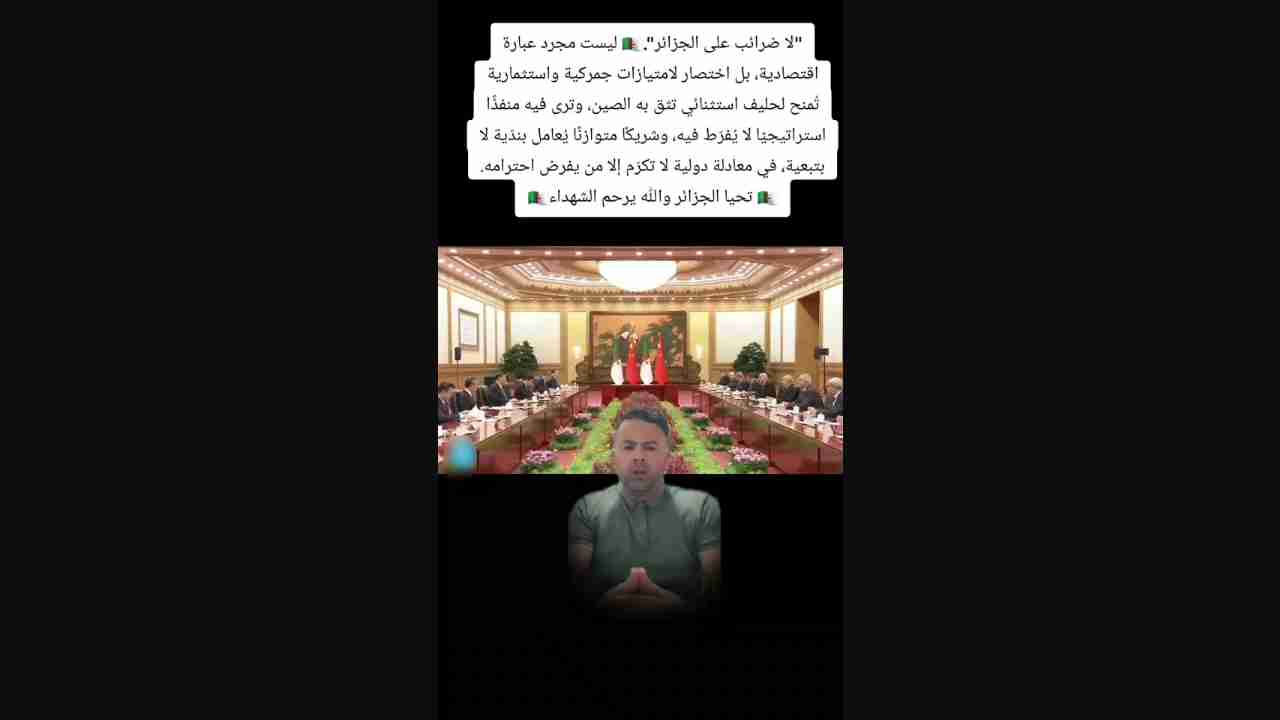 "لا ضرائب على الجزائر". 🇩🇿 ليست مجرد عبارة
اقتصادية، بل اختصار لامتيازات جمركية واستثمارية
تُمنح لحليف استثنائي تثق به الصين، وترى فيه منفذًا
استراتيجيًا لا يُفرَط فيه، وشريكًا متوازنًا يُعامل بندّية لا
بتبعية، في معادلة دولية لا تكرّم إلا من يفرض احترامه.
🇩🇿 تحيا الجزائر والله يرحم الشهداء 🇩🇿